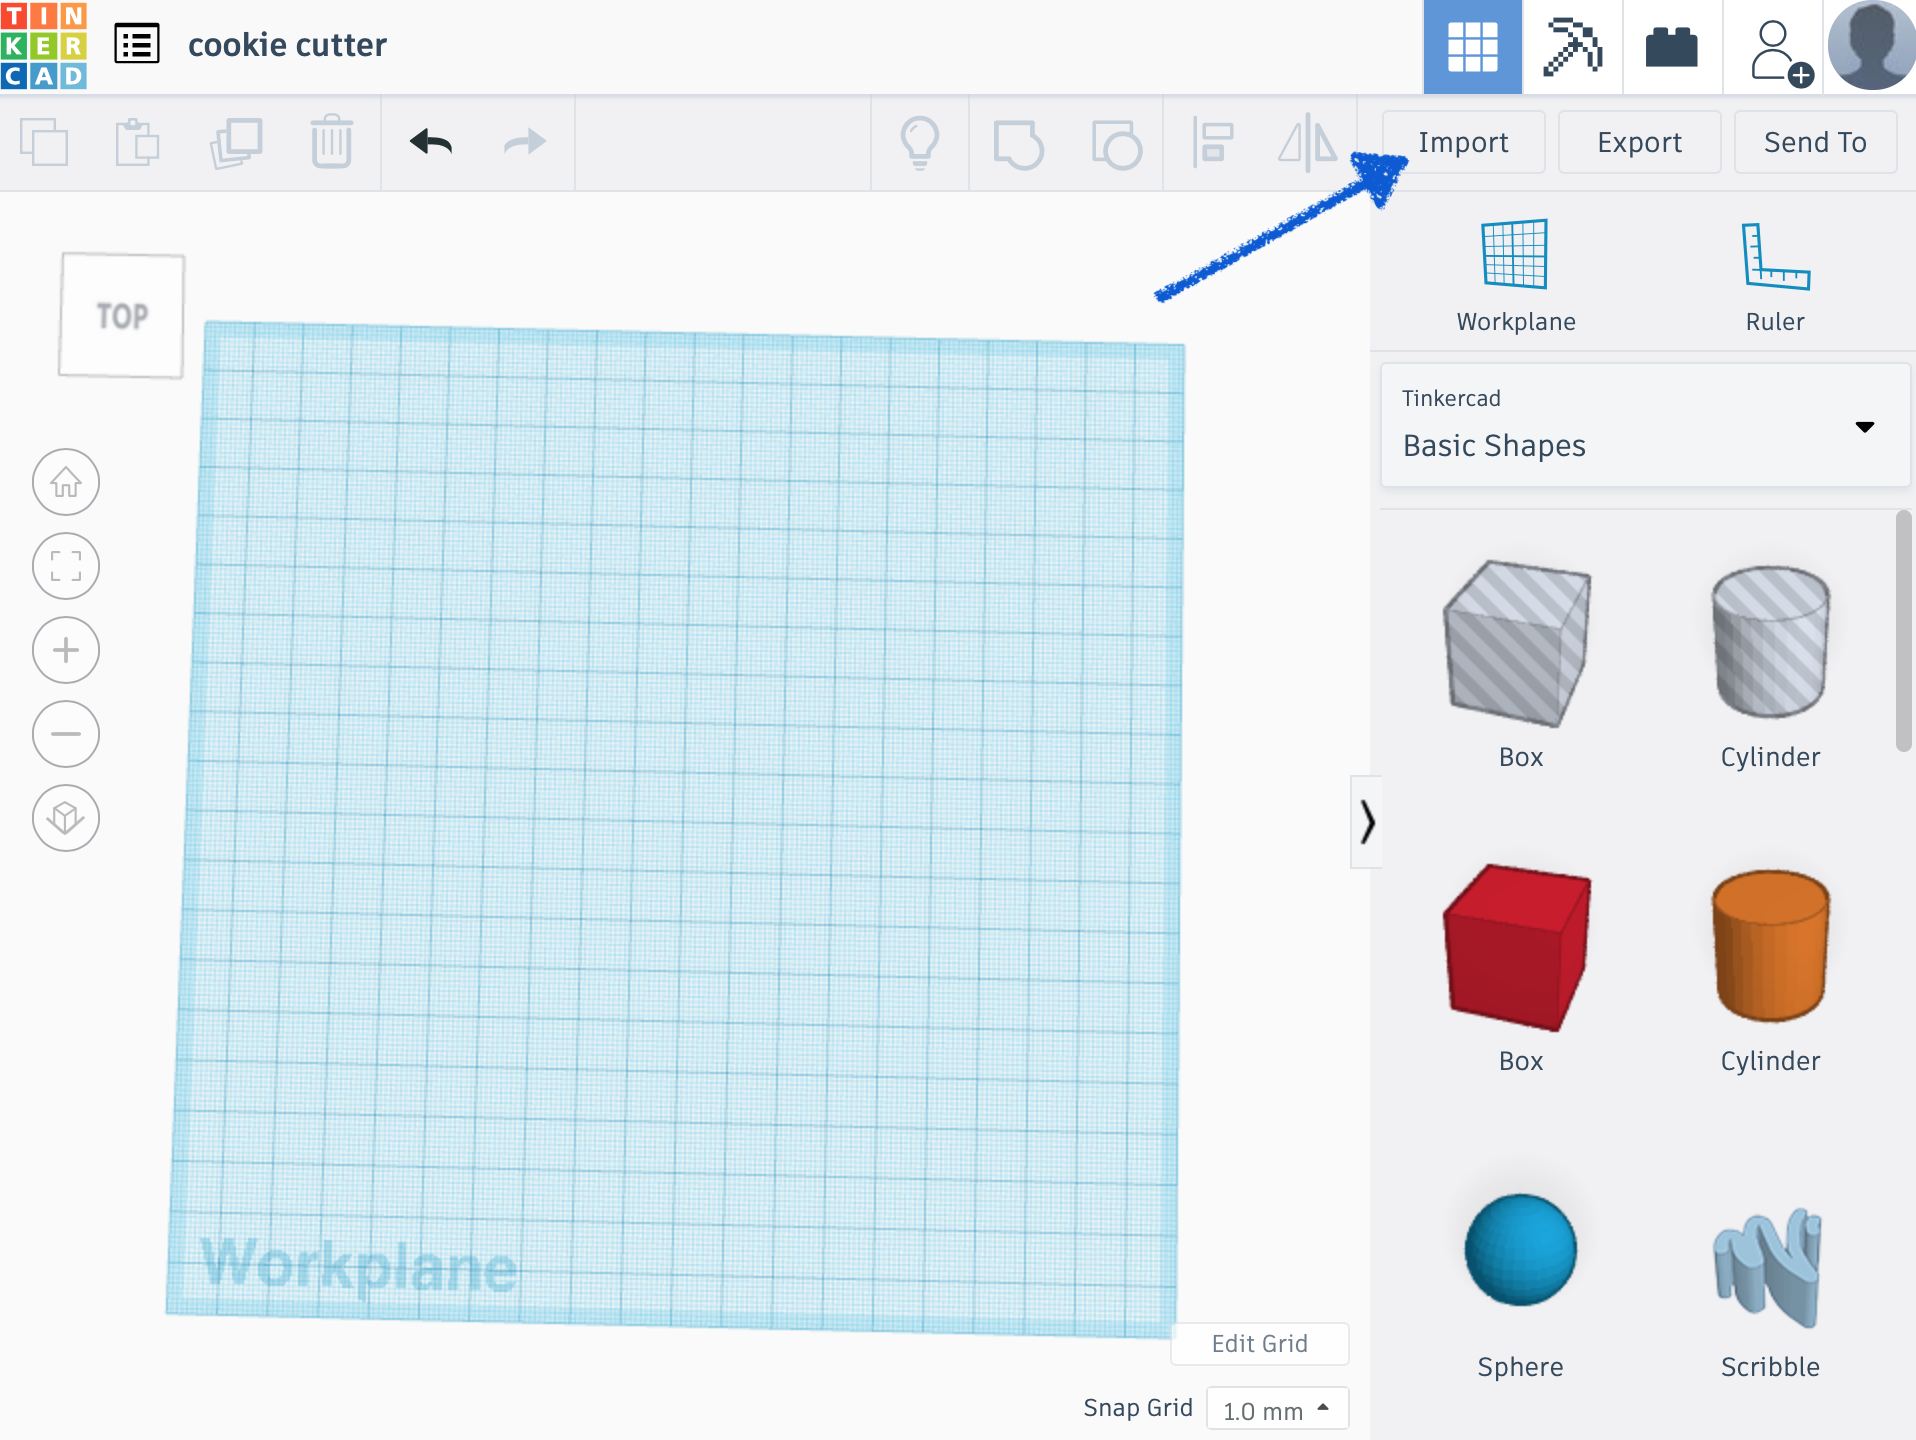 TIN
KER
CAD
cookie cutter
Import
Export
Send To
TOP
Workplane
Ruler
Tinkercad
Basic Shapes
Box
Cylinder
Box
Cylinder
Sphere
Scribble
Workplane
Edit Grid
Snap Grid
1.0 mm